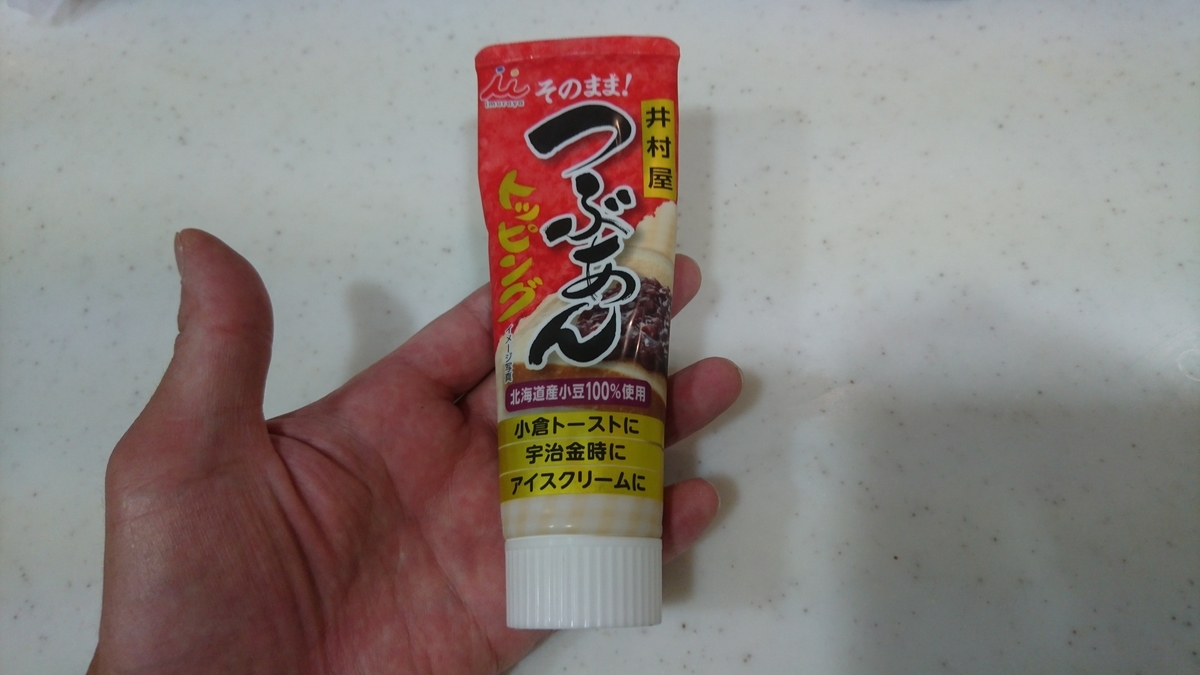 imuraya
そのまま!
井村屋
つぶあん
トッピング
イメージ写真
北海道産小豆100%使用
小倉トーストに
宇治金時に
アイスクリームに